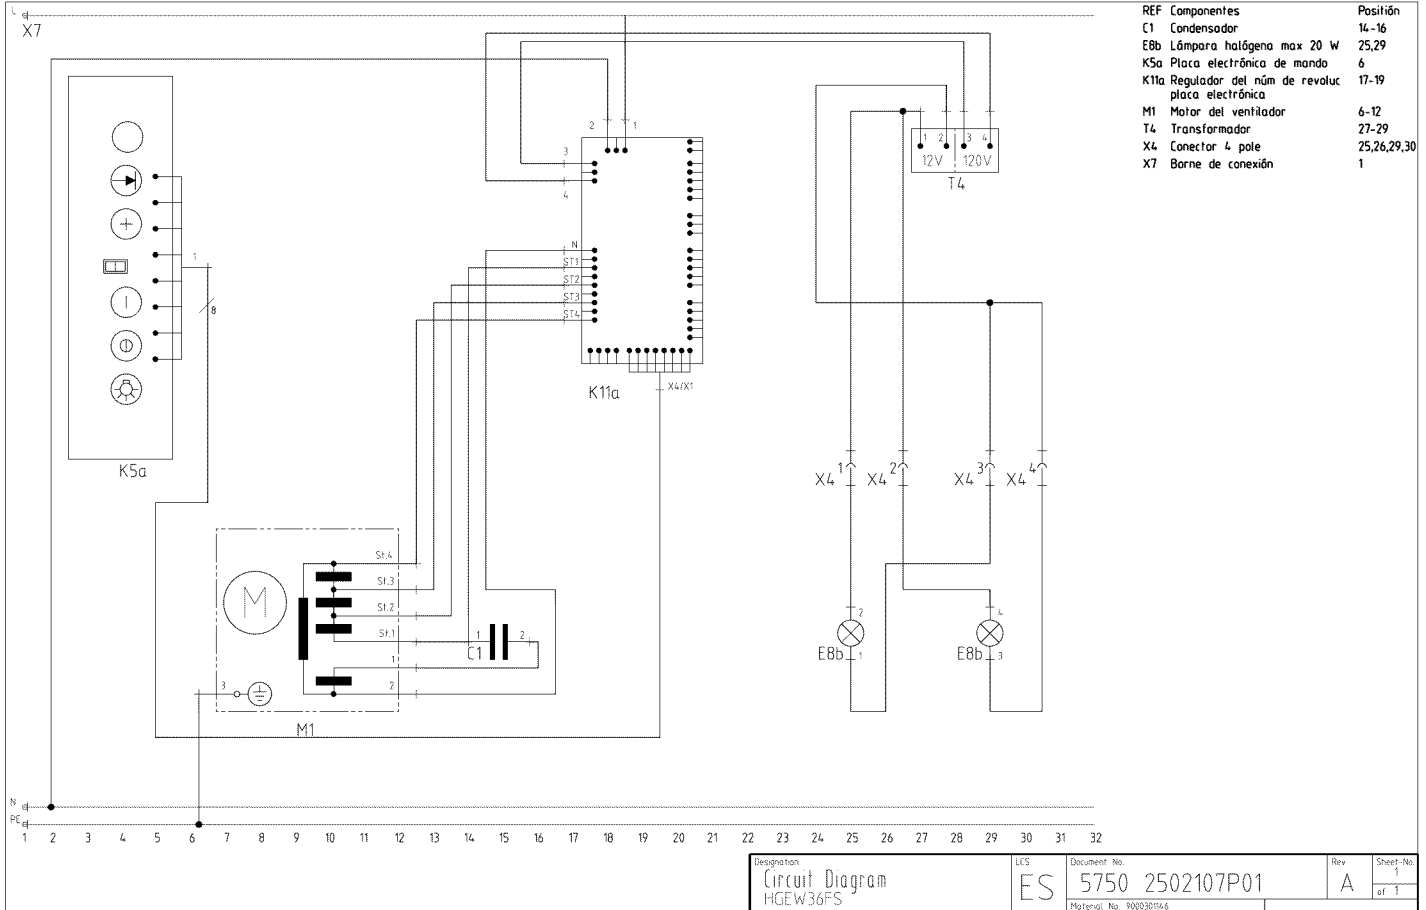 L
X7
REF Componentes Positión
C1 Condensador 14-16
E8b Lámpara halógena max 20 W 25,29
K5a Placa electrónica de mando 6
K11a Regulador del núm de revoluc 17-19
placa electrónica
M1 Motor del ventilador 6-12
T4 Transformador 27-29
X4 Conector 4 pole 25,26,29,30
X7 Borne de conexión 1
2 1
3
4
1 2 3 4
12V 120V
T4
N
ST1
ST2
ST3
ST4
1
8
K11a
X4/X1
K5a
X4 1 X4 2 X4 3 X4 4
St.4
St.3
St.2
St.1
M
1
2
3
M1
1 2
C1
2
E8b 1
4
E8b 3
N
PE
1 2 3 4 5 6 7 8 9 10 11 12 13 14 15 16 17 18 19 20 21 22 23 24 25 26 27 28 29 30 31 32
Designation
Circuit Diagram
HGEW36FS
LCS
ES
Document No.
5750 2502107P01
Material No. 9000301146
Rev
A
Sheet-No.
1
of 1